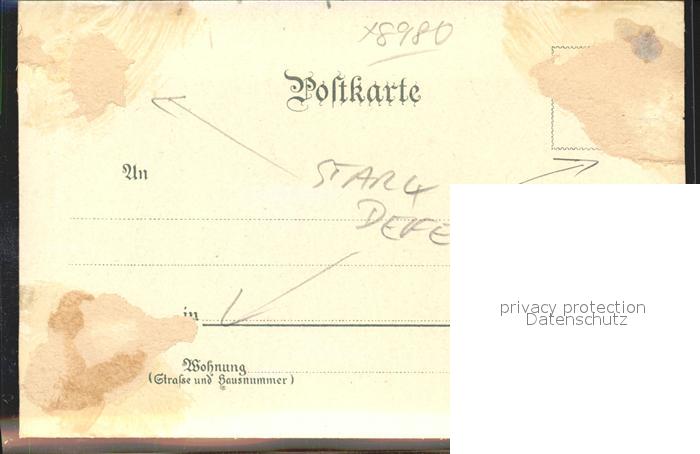 x8980
Postkarte
An
STARK
DEFE
in
privacy protection
Datenschutz
Wohnung
(Straße und Hausnummer)